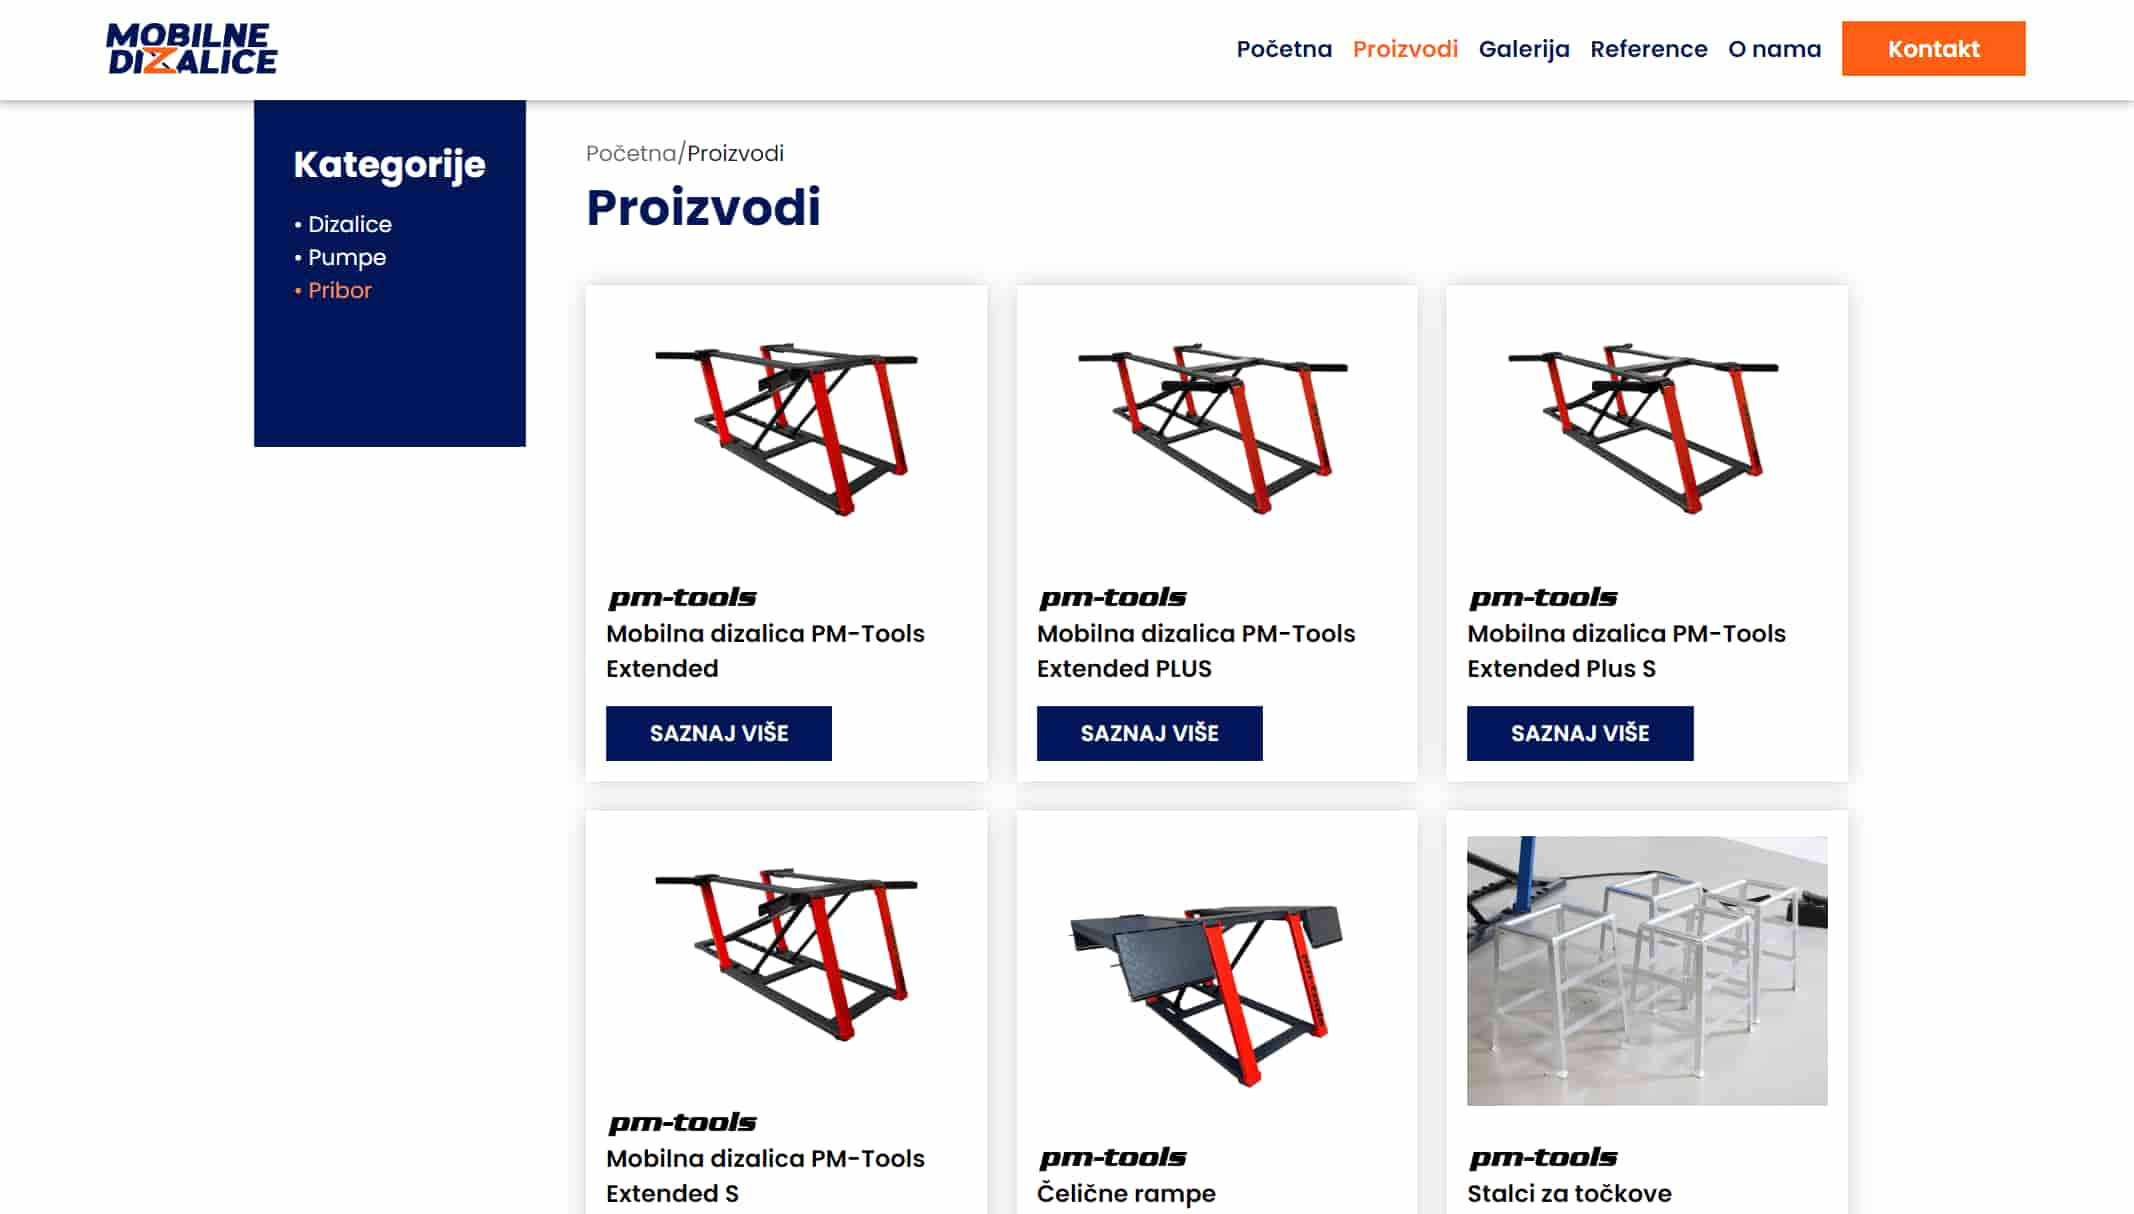 MOBILNE
DIZALICE
Početna Proizvodi Galerija Reference O nama Kontakt
Kategorije
• Dizalice
• Pumpe
• Pribor
Početna/Proizvodi
Proizvodi
pm-tools
Mobilna dizalica PM-Tools
Extended
SAZNAJ VIŠE
pm-tools
Mobilna dizalica PM-Tools
Extended PLUS
SAZNAJ VIŠE
pm-tools
Mobilna dizalica PM-Tools
Extended Plus S
SAZNAJ VIŠE
pm-tools
Mobilna dizalica PM-Tools
Extended S
pm-tools
pm-tools
Čelične rampe
pm-tools
Stalci za točkove